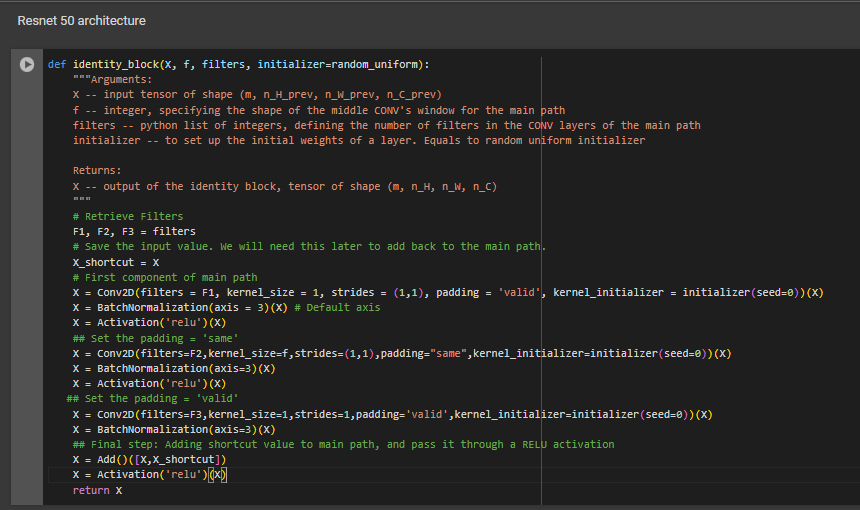 Resnet 50 architecture
def identity_block(X, f, filters, initializer=random_uniform):
    """Arguments:
    X -- input tensor of shape (m, n_H_prev, n_W_prev, n_C_prev)
    f -- integer, specifying the shape of the middle CONV's window for the main path
    filters -- python list of integers, defining the number of filters in the CONV layers of the main path
    initializer -- to set up the initial weights of a layer. Equals to random uniform initializer

    Returns:
    X -- output of the identity block, tensor of shape (m, n_H, n_W, n_C)
    """
    # Retrieve Filters
    F1, F2, F3 = filters
    # Save the input value. We will need this later to add back to the main path.
    X_shortcut = X
    # First component of main path
    X = Conv2D(filters = F1, kernel_size = 1, strides = (1,1), padding = 'valid', kernel_initializer = initializer(seed=0))(X)
    X = BatchNormalization(axis = 3)(X) # Default axis
    X = Activation('relu')(X)
    ## Set the padding = 'same'
    X = Conv2D(filters=F2,kernel_size=f,strides=(1,1),padding="same",kernel_initializer=initializer(seed=0))(X)
    X = BatchNormalization(axis=3)(X)
    X = Activation('relu')(X)
   ## Set the padding = 'valid'
    X = Conv2D(filters=F3,kernel_size=1,strides=1,padding='valid',kernel_initializer=initializer(seed=0))(X)
    X = BatchNormalization(axis=3)(X)
    ## Final step: Adding shortcut value to main path, and pass it through a RELU activation
    X = Add()([X,X_shortcut])
    X = Activation('relu')(X)
    return X